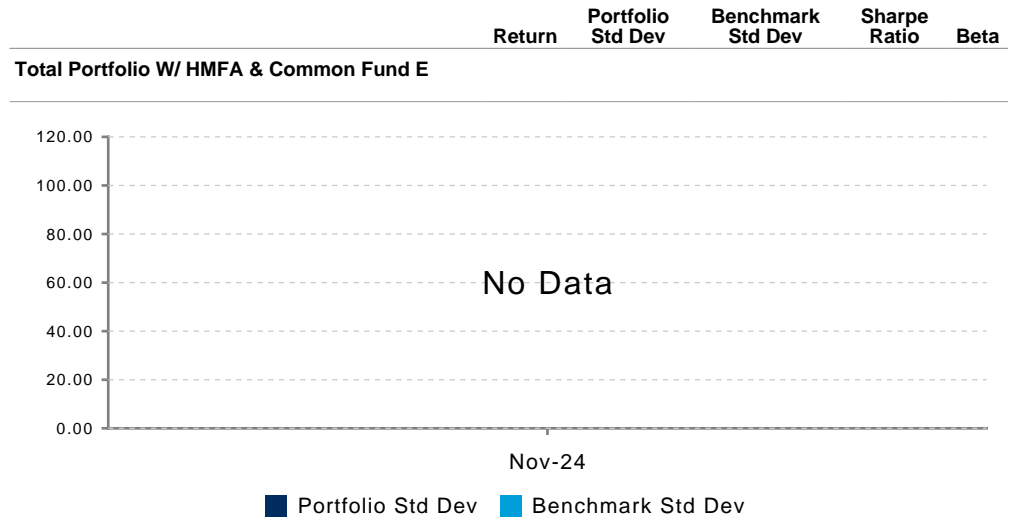 Return Portfolio Std Dev Benchmark Std Dev Sharpe Ratio Beta
Total Portfolio W/ HMFA & Common Fund E
120.00
100.00
80.00
60.00
No Data
40.00
20.00
0.00
Nov-24
Portfolio Std Dev Benchmark Std Dev